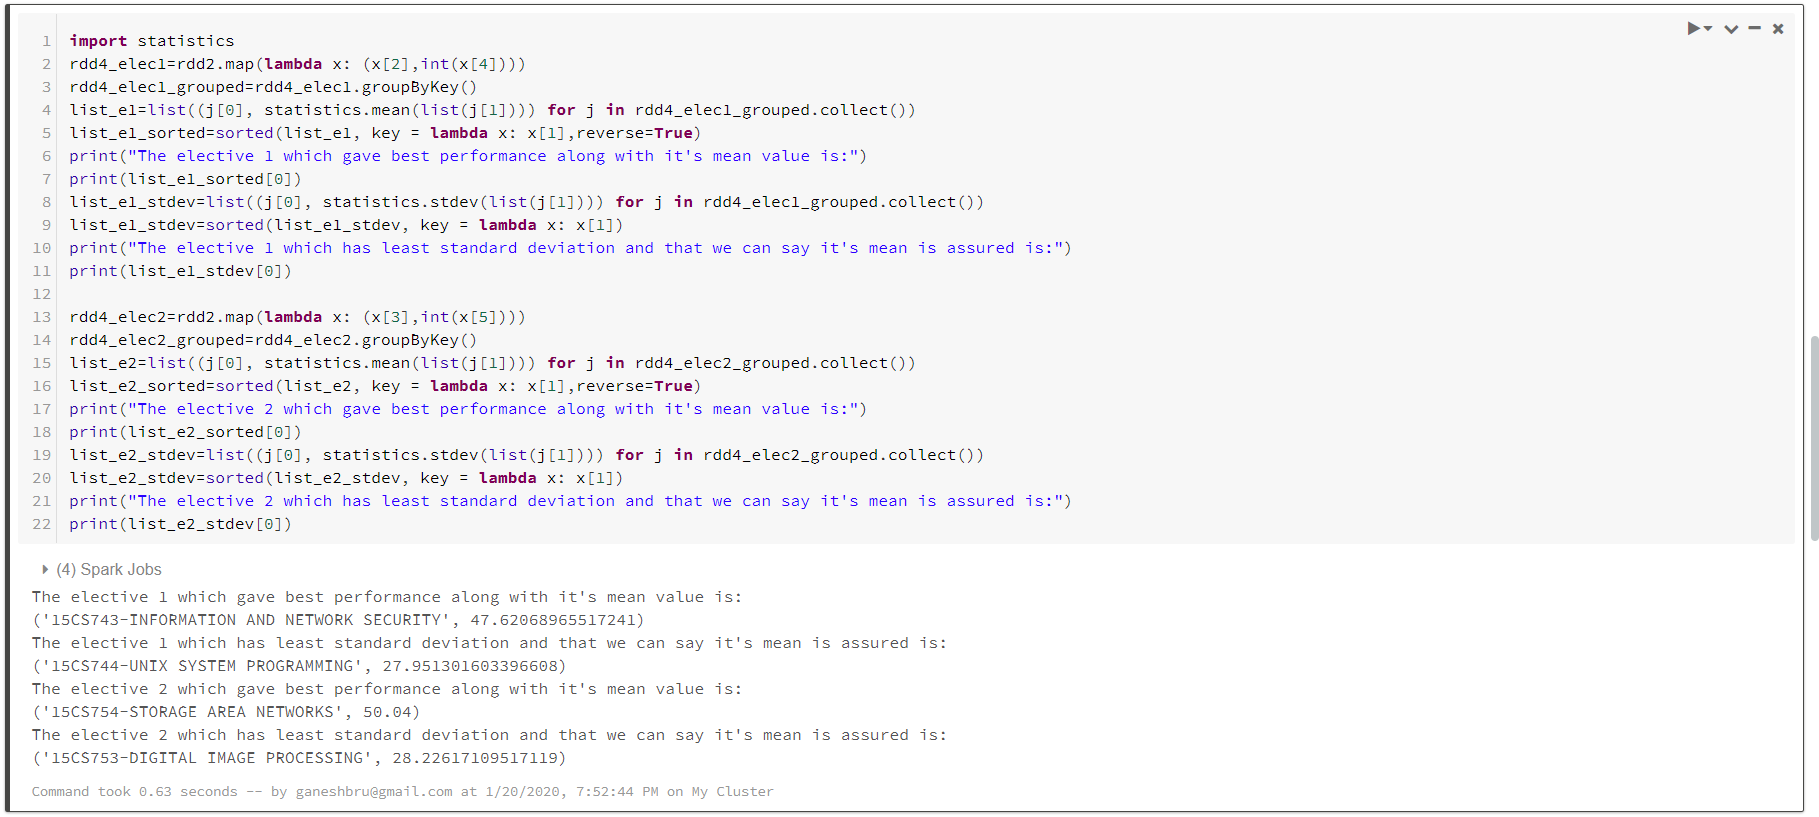 1 import statistics
2 rdd4_elec1=rdd2.map(lambda x: (x[2],int(x[4])))
3 rdd4_elec1_grouped=rdd4_elec1.groupByKey()
4 list_e1=list((j[0], statistics.mean(list(j[1]))) for j in rdd4_elec1_grouped.collect())
5 list_e1_sorted=sorted(list_e1, key = lambda x: x[1],reverse=True)
6 print("The elective 1 which gave best performance along with it's mean value is:")
7 print(list_e1_sorted[0])
8 list_e1_stdev=list((j[0], statistics.stdev(list(j[1]))) for j in rdd4_elec1_grouped.collect())
9 list_e1_stdev=sorted(list_e1_stdev, key = lambda x: x[1])
10 print("The elective 1 which has least standard deviation and that we can say it's mean is assured is:")
11 print(list_e1_stdev[0])
12
13 rdd4_elec2=rdd2.map(lambda x: (x[3],int(x[5])))
14 rdd4_elec2_grouped=rdd4_elec2.groupByKey()
15 list_e2=list((j[0], statistics.mean(list(j[1]))) for j in rdd4_elec2_grouped.collect())
16 list_e2_sorted=sorted(list_e2, key = lambda x: x[1],reverse=True)
17 print("The elective 2 which gave best performance along with it's mean value is:")
18 print(list_e2_sorted[0])
19 list_e2_stdev=list((j[0], statistics.stdev(list(j[1]))) for j in rdd4_elec2_grouped.collect())
20 list_e2_stdev=sorted(list_e2_stdev, key = lambda x: x[1])
21 print("The elective 2 which has least standard deviation and that we can say it's mean is assured is:")
22 print(list_e2_stdev[0])
(4) Spark Jobs
The elective 1 which gave best performance along with it's mean value is:
('15CS743-INFORMATION AND NETWORK SECURITY', 47.62068965517241)
The elective 1 which has least standard deviation and that we can say it's mean is assured is:
('15CS744-UNIX SYSTEM PROGRAMMING', 27.951301603396608)
The elective 2 which gave best performance along with it's mean value is:
('15CS754-STORAGE AREA NETWORKS', 50.04)
The elective 2 which has least standard deviation and that we can say it's mean is assured is:
('15CS753-DIGITAL IMAGE PROCESSING', 28.22617109517119)
Command took 0.63 seconds -- by ganeshbru@gmail.com at 1/20/2020, 7:52:44 PM on My Cluster